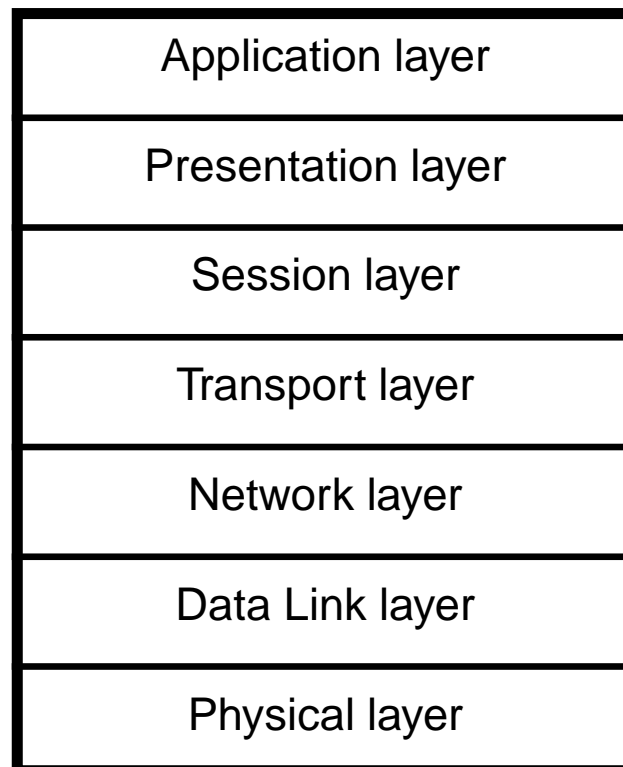 Application layer
Presentation layer
Session layer
Transport layer
Network layer
Data Link layer
Physical layer